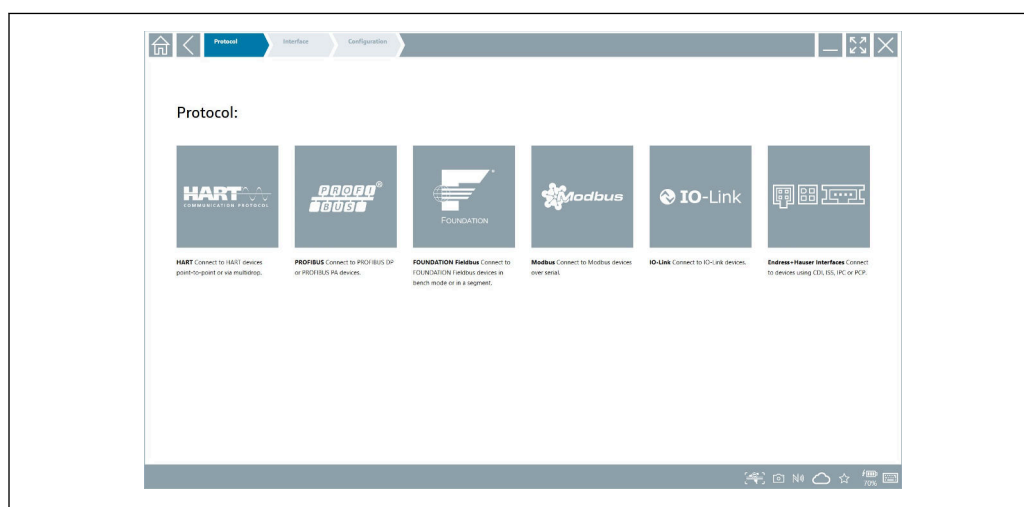 Protocol
Interface
Configuration
Protocol:
HART
COMMUNICATION PROTOCOL
PROFI
BUS
®
FOUNDATION
Modbus
IO-Link
HART Connect to HART devices
point-to-point or via multidrop.
PROFIBUS Connect to PROFIBUS DP
or PROFIBUS PA devices.
FOUNDATION Fieldbus Connect to
FOUNDATION Fieldbus devices in
bench mode or in a segment.
Modbus Connect to Modbus devices
over serial.
IO-Link Connect to IO-Link devices.
Endress+Hauser Interfaces Connect
to devices using CDI, ISS, IPC or PCP.
70%